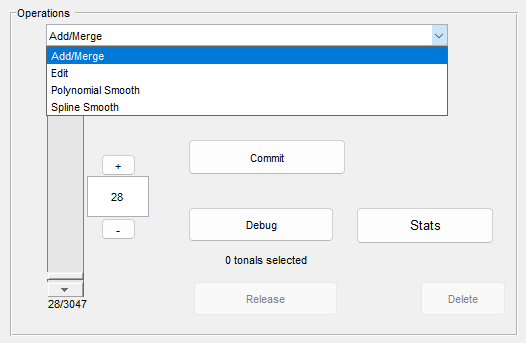 Operations
Add/Merge
Add/Merge
Edit
Polynomial Smooth
Spline Smooth
+
Commit
28
Debug
Stats
-
0 tonals selected
Release
Delete
28/3047